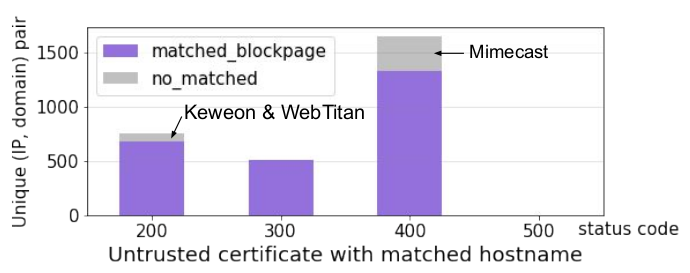 Unique (IP, domain) pair
1500
1000
500
0
matched_blockpage
no_matched
Keweon & WebTitan
Mimecast
200 300 400 500 status code
Untrusted certificate with matched hostname